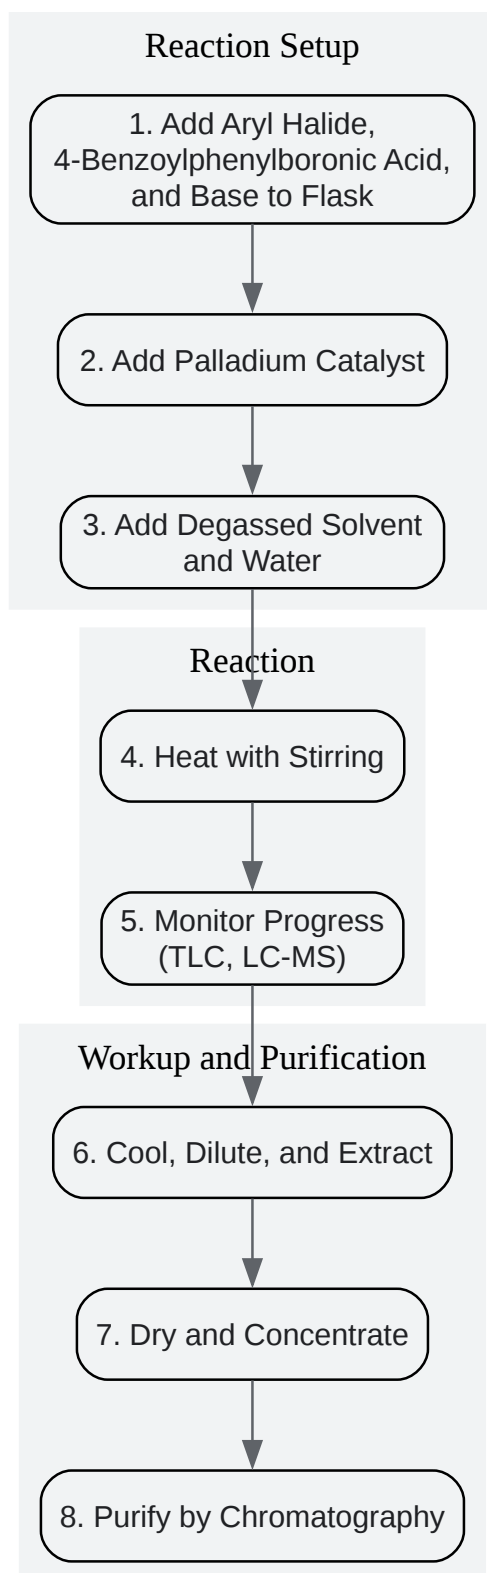 Reaction Setup
1. Add Aryl Halide,
4-Benzoylphenylboronic Acid,
and Base to Flask
2. Add Palladium Catalyst
3. Add Degassed Solvent
and Water
Reaction
4. Heat with Stirring
5. Monitor Progress
(TLC, LC-MS)
Workup and Purification
6. Cool, Dilute, and Extract
7. Dry and Concentrate
8. Purify by Chromatography